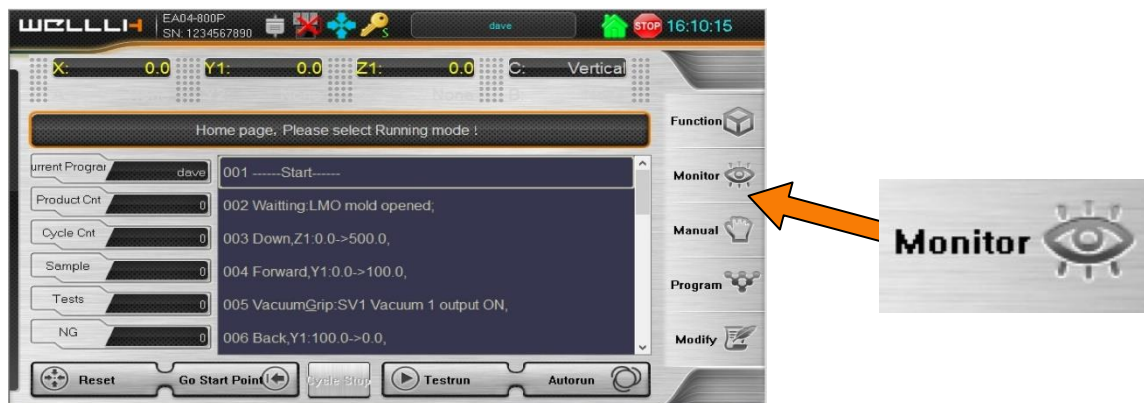 WELLLI
EA04-800P
SN: 1234567890
S
dave
STOP
16:10:15
X: 0.0 Y1: 0.0 Z1: 0.0 C: Vertical
None
Home page, Please select Running mode !
urrent Prograr dave
Product Cnt 0
Cycle Cnt 0
Sample 0
Tests 0
NG 0
001 ------Start------
002 Waitting:LMO mold opened;
003 Down,Z1:0.0->500.0,
004 Forward,Y1:0.0->100.0,
005 VacuumGrip:SV1 Vacuum 1 output ON,
006 Back,Y1:100.0->0.0,
Function
Monitor
Manual
Program
Modify
Reset
Go Start Point
Cycle Stop
Testrun
Autorun
Monitor